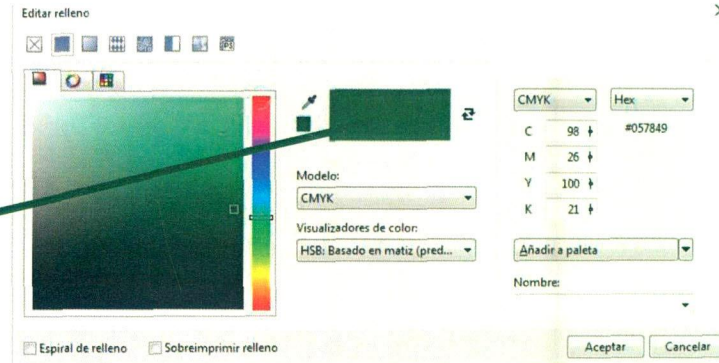 Editar relleno
CMYK
Hex
C 98
#057849
M 26
Y 100
K 21
Modelo:
CMYK
Visualizadores de color:
HSB: Basado en matiz (pred...
Añadir a paleta
Nombre:
Espiral de relleno
Sobreimprimir relleno
Aceptar
Cancelar